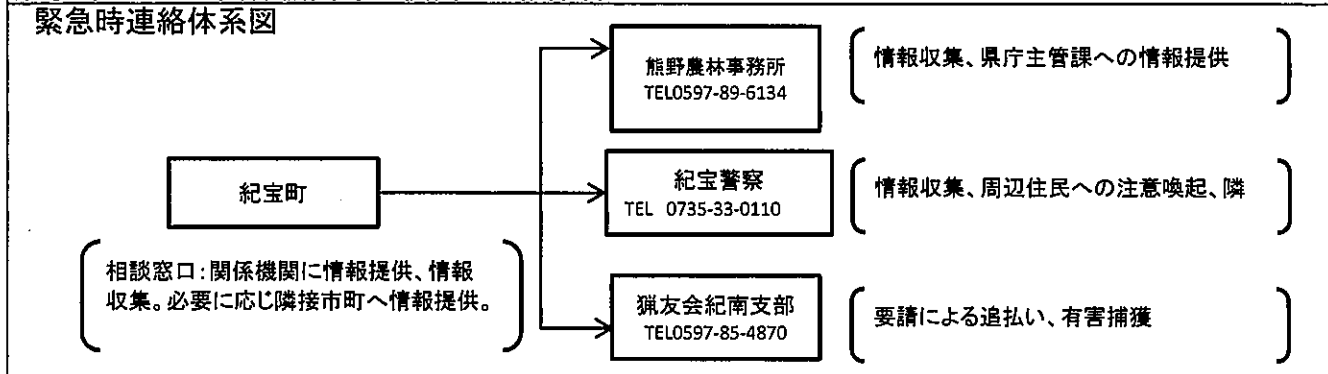 緊急時連絡体系図
熊野農林事務所
TEL0597-89-6134
情報収集、県庁主管課への情報提供
紀宝町
紀宝警察
TEL 0735-33-0110
情報収集、周辺住民への注意喚起、隣
相談窓口:関係機関に情報提供、情報
収集。必要に応じ隣接市町へ情報提供。
猟友会紀南支部
TEL0597-85-4870
要請による追払い、有害捕獲